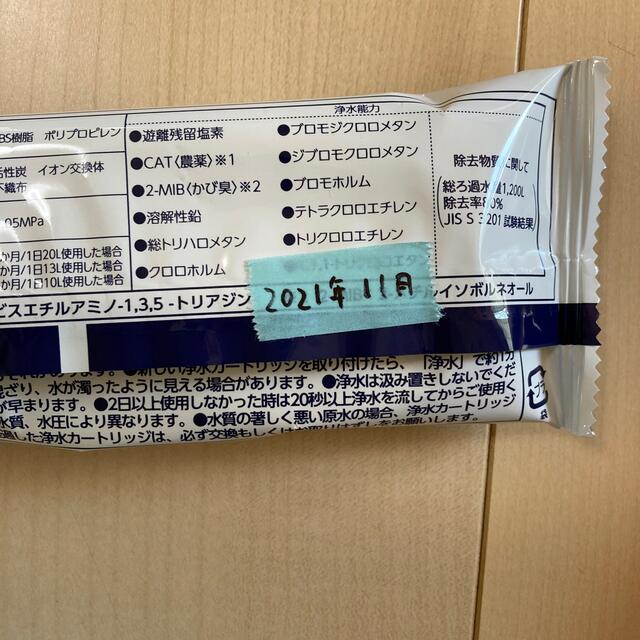 浄水能力
BS樹脂 ポリプロピレン
活性炭 イオン交換体
不織布
05MPa
か月/1日20L使用した場合
か月/1日13L使用した場合
か月/1日10L使用した場合
●遊離残留塩素
●CAT〈農薬〉※1
●2-MIB〈かび臭〉※2
●溶解性鉛
●総トリハロメタン
●クロロホルム
●ブロモジクロロメタン
●ジブロモクロロメタン
●ブロモホルム
●テトラクロロエチレン
●トリクロロエチレン
除去物質に関して
(総ろ過水量1,200L
除去率80%
(JIS S 3201 試験結果)
ビスエチルアミノ-1,3,5-トリアジン
ルイソボルネオール
2021年11月
●新しい浄水カートリッジを取り付けたら、「浄水」で約1分
混ざり、水が濁ったように見える場合があります。●浄水は汲み置きしないでくだ
が早まります。●2日以上使用しなかった時は20秒以上浄水を流してからご使用く
水質、水圧により異なります。●水質の著しく悪い原水の場合、浄水カートリッジ
過した浄水カートリッジは、必ず交換もしくはお取りはずしをお
プラ
袋